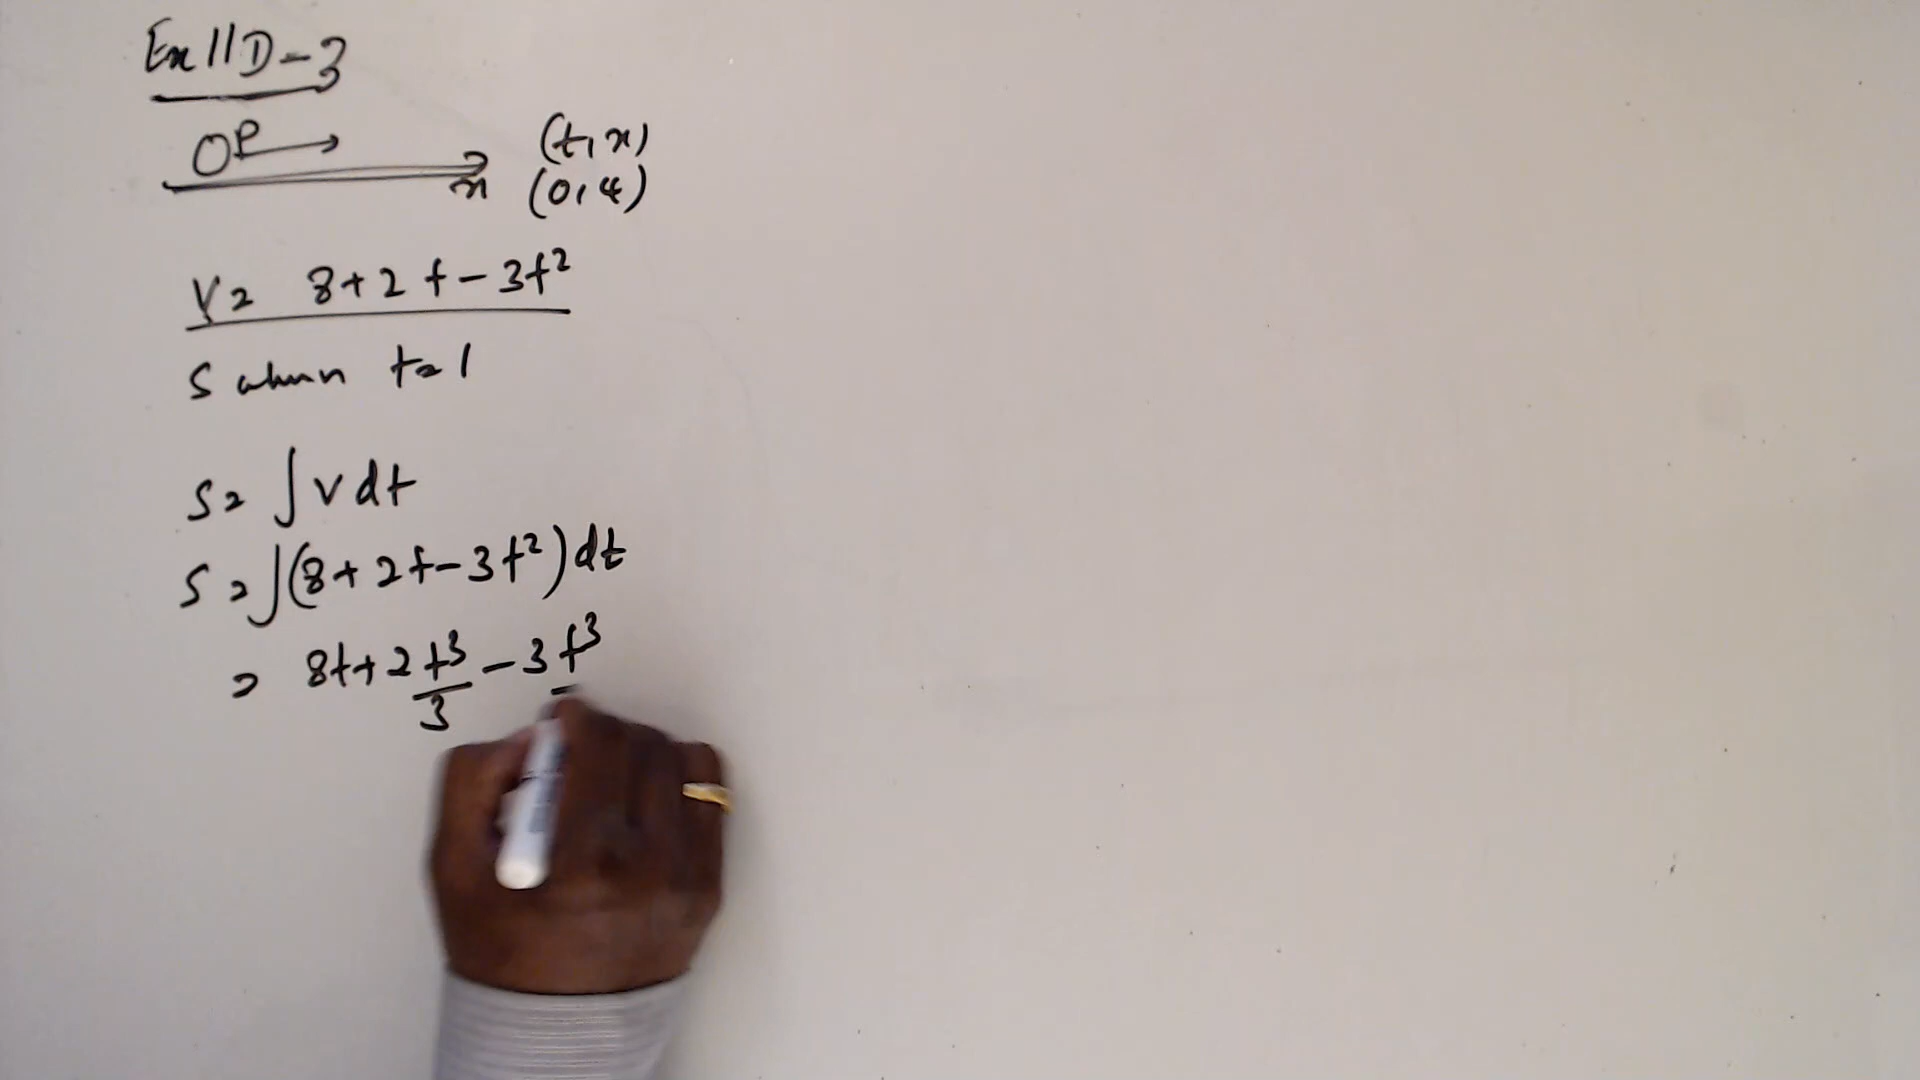 Ex 11D-3
OP →
x
(t, x)
(0, 4)
V = 8 + 2t - 3t²
S when t = 1
S = ∫ v dt
S = ∫(8 + 2t - 3t²) dt
= 8t + 2 t³/3 - 3 t³